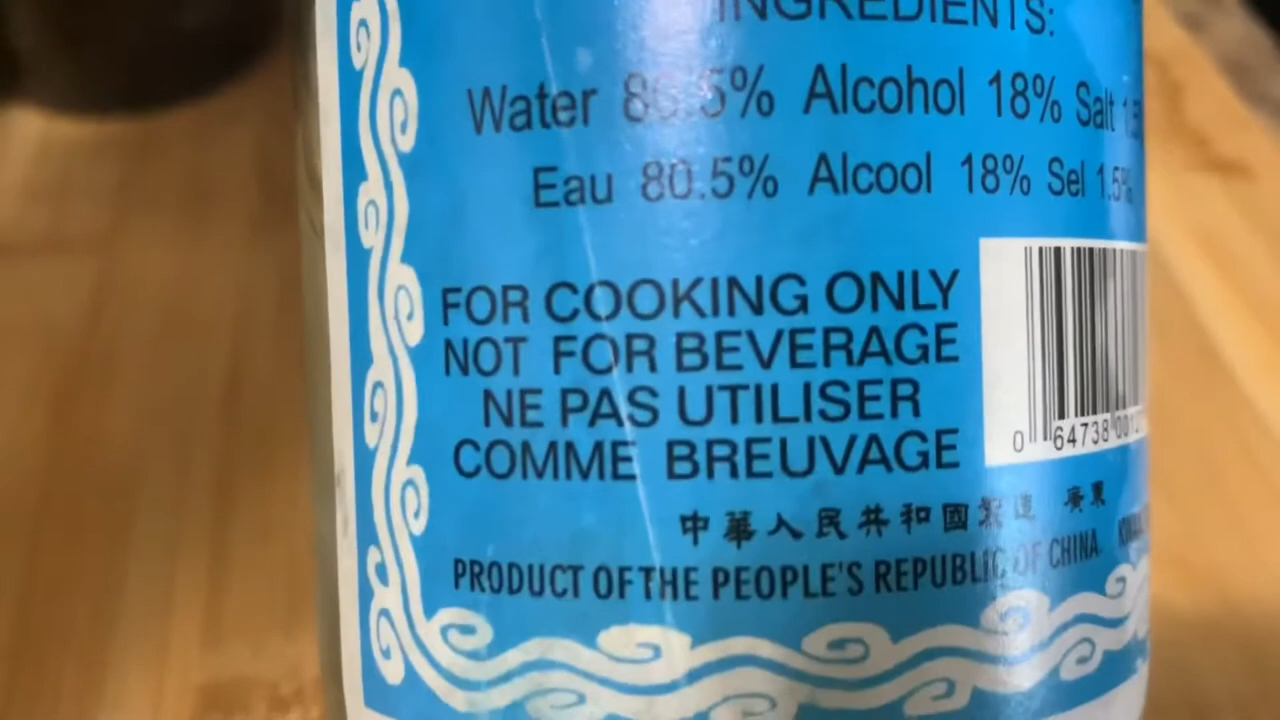 INGREDIENTS:
Water 80.5% Alcohol 18% Salt
Eau 80.5% Alcool 18% Sel 1.5%
FOR COOKING ONLY
NOT FOR BEVERAGE
NE PAS UTILISER
COMME BREUVAGE
0 64738
中華人民共和國製造 廣東
PRODUCT OF THE PEOPLE'S REPUBLIC OF CHINA.